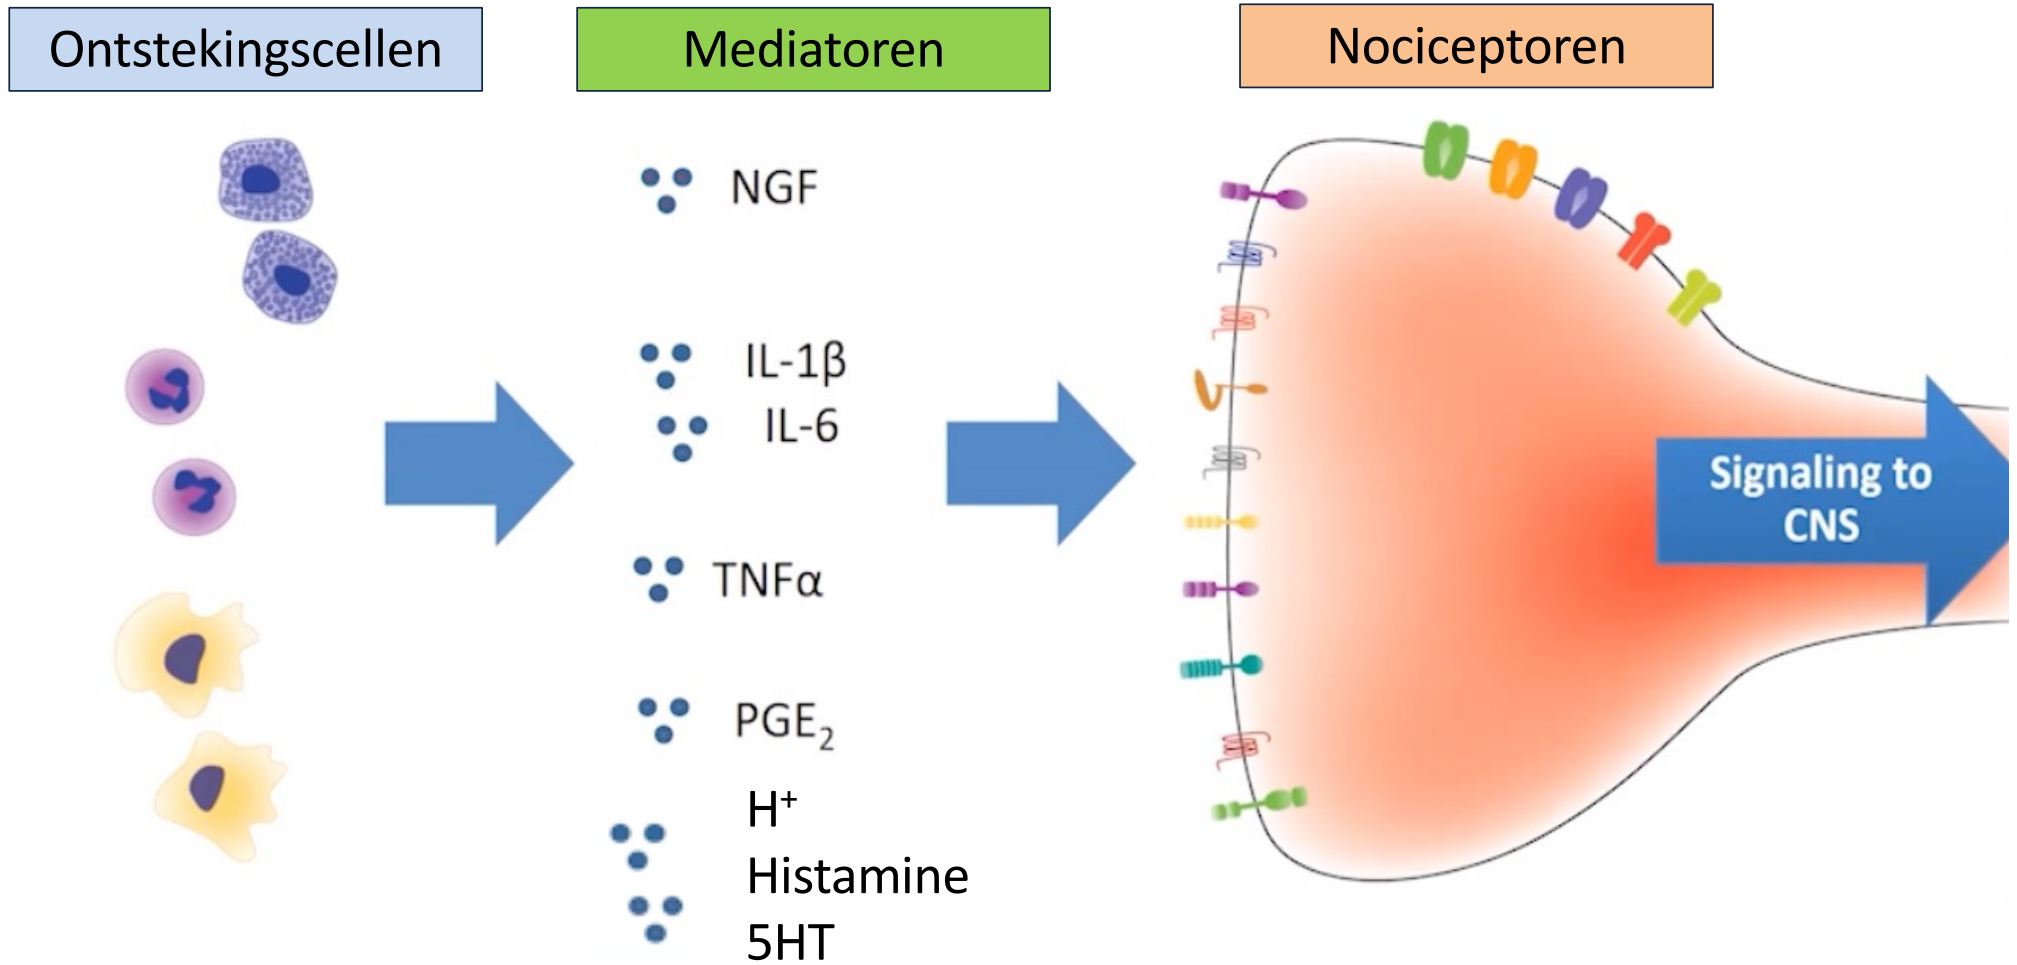 Ontstekingscellen
Mediatoren
Nociceptoren
NGF
IL-1β
IL-6
TNFα
PGE₂
H⁺
Histamine
5HT
Signaling to
CNS